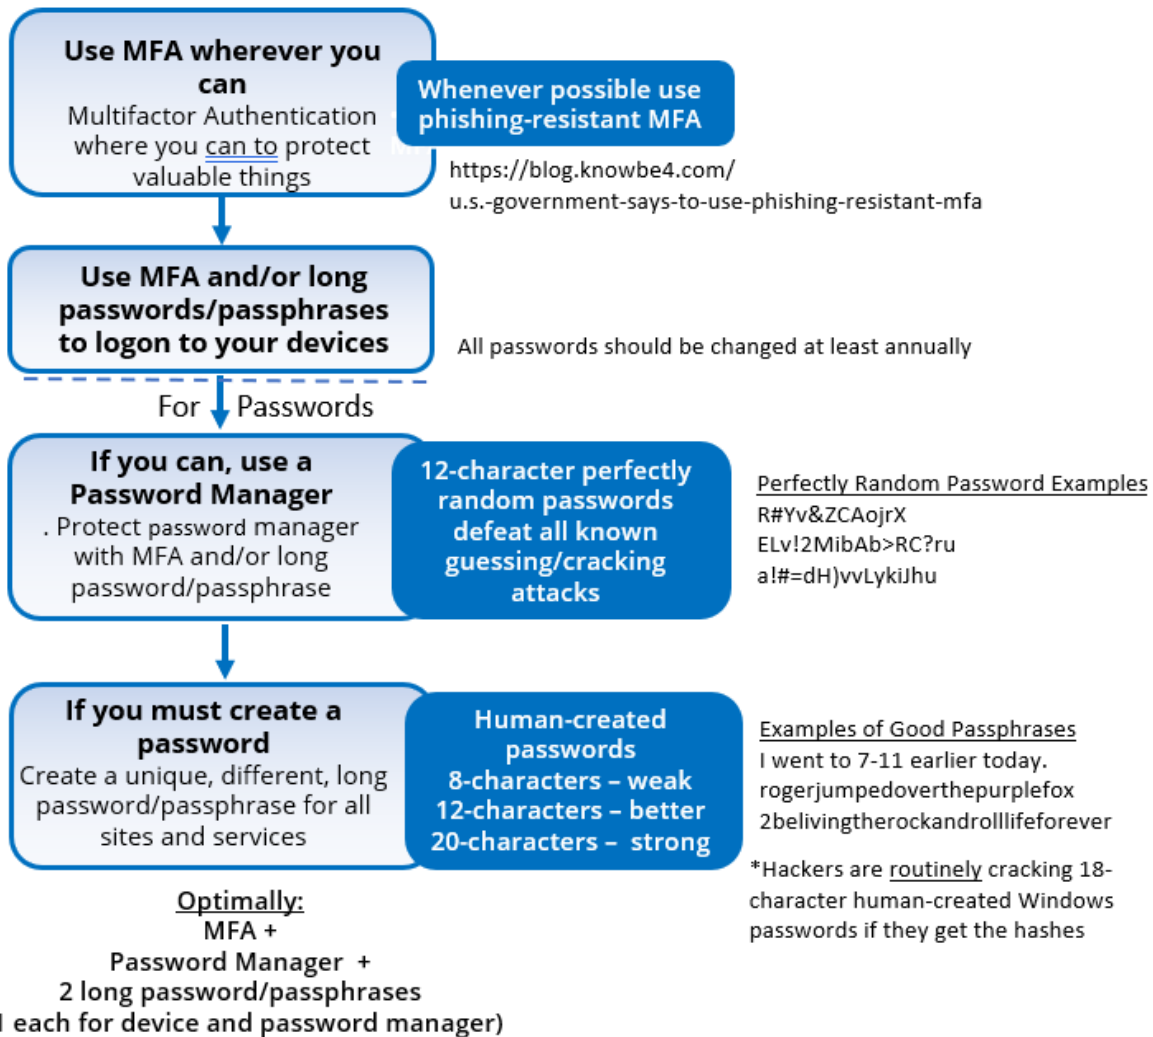 Use MFA wherever you
can
Multifactor Authentication
where you can to protect
valuable things
Whenever possible use
phishing-resistant MFA
https://blog.knowbe4.com/
u.s.-government-says-to-use-phishing-resistant-mfa
Use MFA and/or long
passwords/passphrases
to logon to your devices
All passwords should be changed at least annually
For Passwords
If you can, use a
Password Manager
. Protect password manager
with MFA and/or long
password/passphrase
12-character perfectly
random passwords
defeat all known
guessing/cracking
attacks
Perfectly Random Password Examples
R#Yv&ZCAojrX
ELv!2MibAb>RC?ru
a!#=dH)vvLykiJhu
If you must create a
password
Create a unique, different, long
password/passphrase for all
sites and services
Human-created
passwords
8-characters – weak
12-characters – better
20-characters – strong
Examples of Good Passphrases
I went to 7-11 earlier today.
rogerjumpedoverthepurplefox
2belivingtherockandrolllifeforever
*Hackers are routinely cracking 18-
character human-created Windows
passwords if they get the hashes
Optimally:
MFA +
Password Manager +
2 long password/passphrases
each for device and password manager)